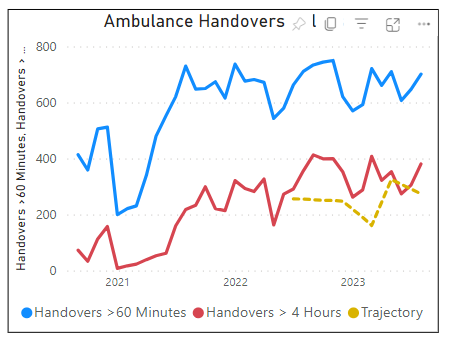 Ambulance Handovers l
800
600
400
200
0
Handovers >60 Minutes, Handovers > ...
2021 2022 2023
Handovers >60 Minutes Handovers > 4 Hours Trajectory